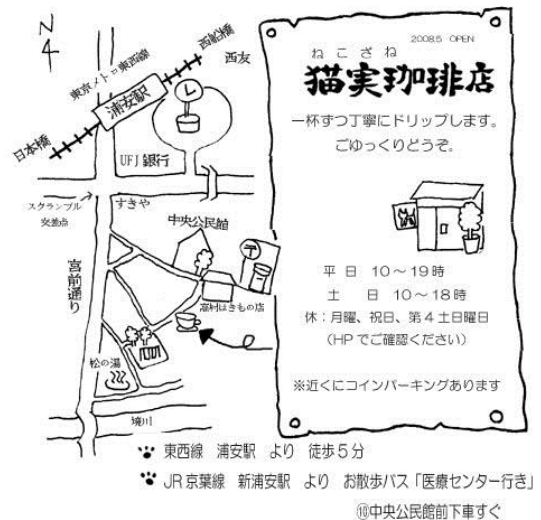 N
4
東京メトロ東西線
西船橋
西友
浦安駅
日本橋
UFJ 銀行
スクランブル
交差点
すきや
中央公民館
宮前通り
高村はきもの店
松の湯
境川
2008.5 OPEN
ねこざね
猫実珈琲店
一杯ずつ丁寧にドリップします。
ごゆっくりどうぞ。
平 日 10～19時
土 日 10～18時
休：月曜、祝日、第4土日曜日
（HPでご確認ください）
※近くにコインパーキングあります
東西線 浦安駅 より 徒歩5分
JR京葉線 新浦安駅 より お散歩バス「医療センター行き」
⑩中央公民館前下車すぐ